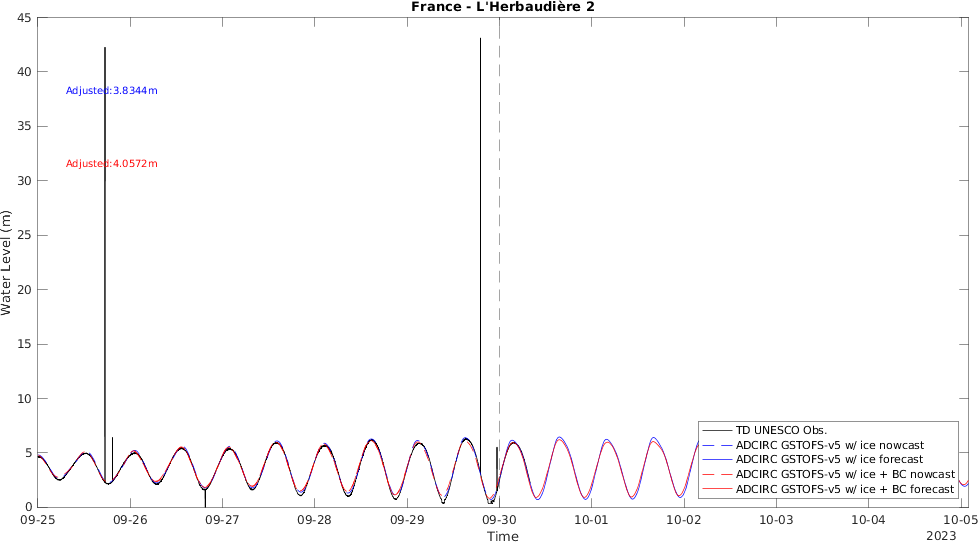 France - L'Herbaudière 2
45
40
35
30
25
20
15
10
5
0
Water Level (m)
Adjusted:3.8344m
Adjusted:4.0572m
TD UNESCO Obs.
ADCIRC GSTOFS-v5 w/ ice nowcast
ADCIRC GSTOFS-v5 w/ ice forecast
ADCIRC GSTOFS-v5 w/ ice + BC nowcast
ADCIRC GSTOFS-v5 w/ ice + BC forecast
09-25 09-26 09-27 09-28 09-29 09-30 10-01 10-02 10-03 10-04 10-05
Time
2023